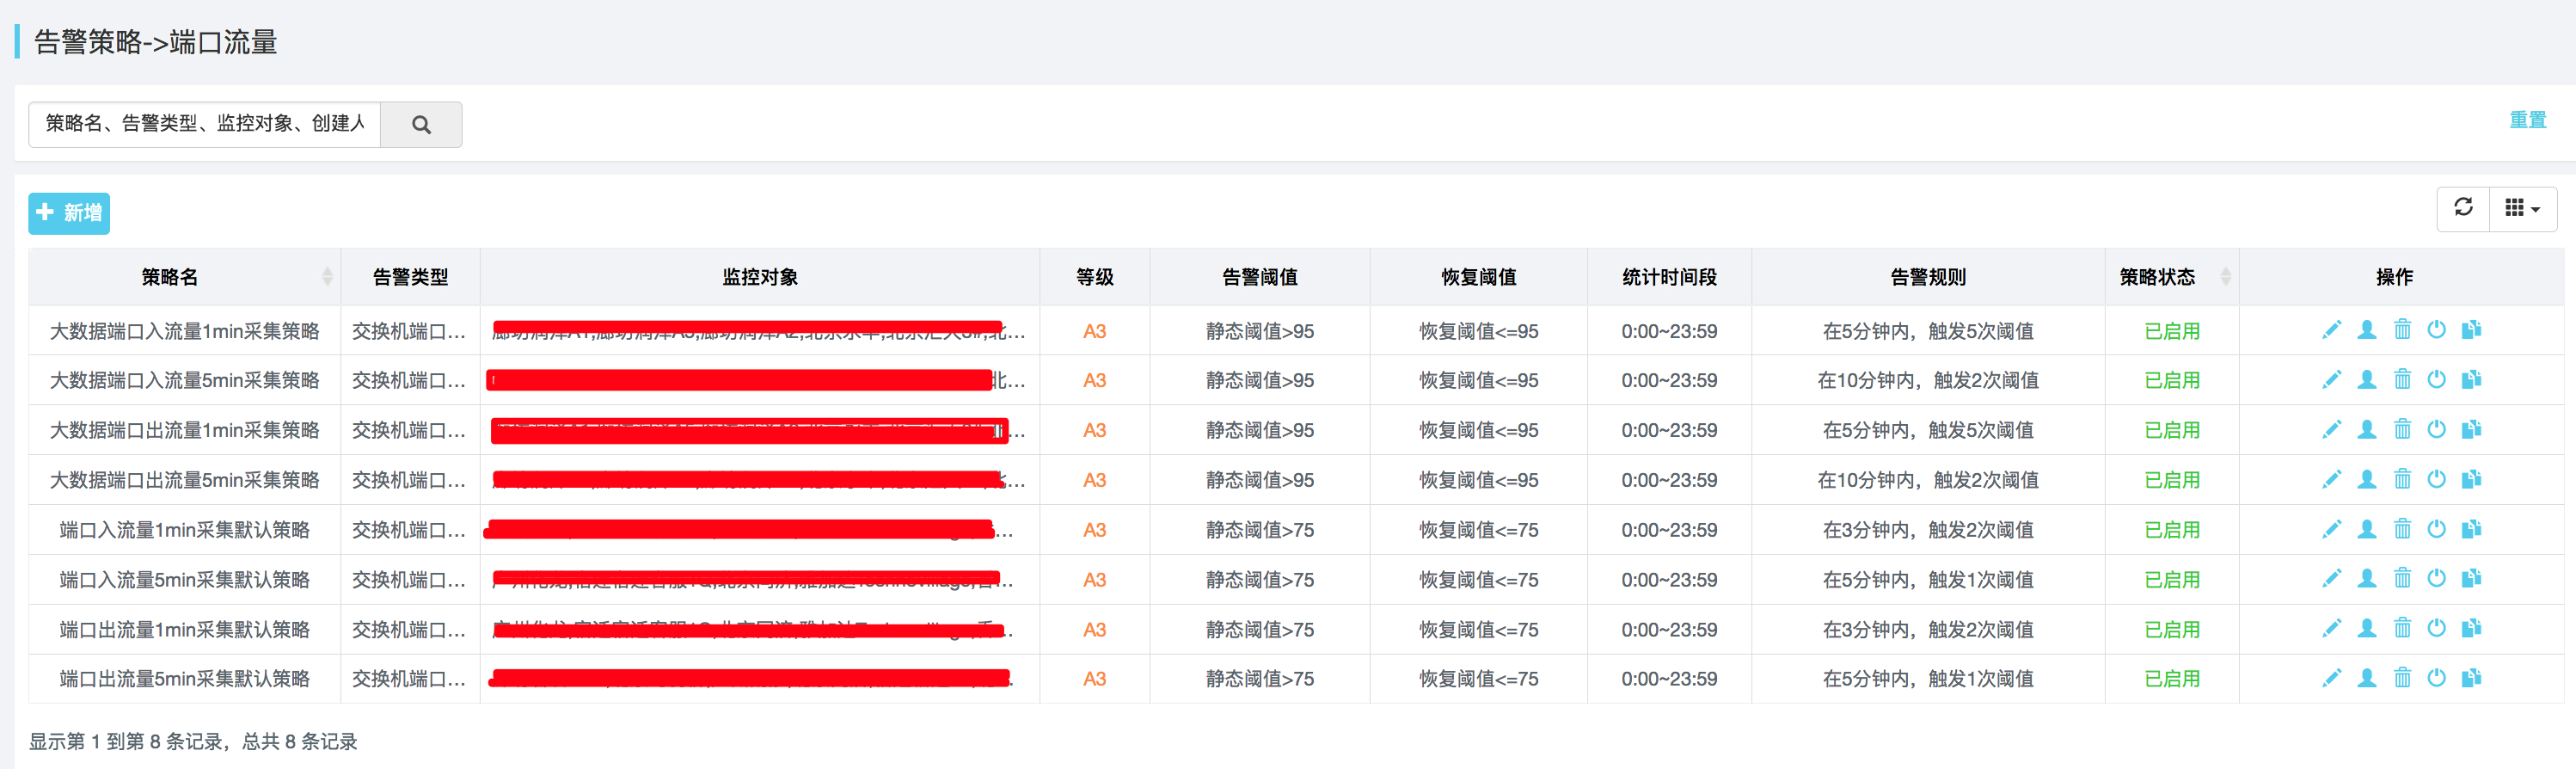 告警策略->端口流量
策略名、告警类型、监控对象、创建人
重置
新增
策略名 告警类型 监控对象 等级 告警阈值 恢复阈值 统计时间段 告警规则 策略状态 操作
大数据端口入流量1min采集策略 交换机端口... A3 静态阈值>95 恢复阈值<=95 0:00~23:59 在5分钟内，触发5次阈值 已启用
大数据端口入流量5min采集策略 交换机端口... 北... A3 静态阈值>95 恢复阈值<=95 0:00~23:59 在10分钟内，触发2次阈值 已启用
大数据端口出流量1min采集策略 交换机端口... A3 静态阈值>95 恢复阈值<=95 0:00~23:59 在5分钟内，触发5次阈值 已启用
大数据端口出流量5min采集策略 交换机端口... A3 静态阈值>95 恢复阈值<=95 0:00~23:59 在10分钟内，触发2次阈值 已启用
端口入流量1min采集默认策略 交换机端口... A3 静态阈值>75 恢复阈值<=75 0:00~23:59 在3分钟内，触发2次阈值 已启用
端口入流量5min采集默认策略 交换机端口... A3 静态阈值>75 恢复阈值<=75 0:00~23:59 在5分钟内，触发1次阈值 已启用
端口出流量1min采集默认策略 交换机端口... A3 静态阈值>75 恢复阈值<=75 0:00~23:59 在3分钟内，触发2次阈值 已启用
端口出流量5min采集默认策略 交换机端口... A3 静态阈值>75 恢复阈值<=75 0:00~23:59 在5分钟内，触发1次阈值 已启用
显示第 1 到第 8 条记录，总共 8 条记录